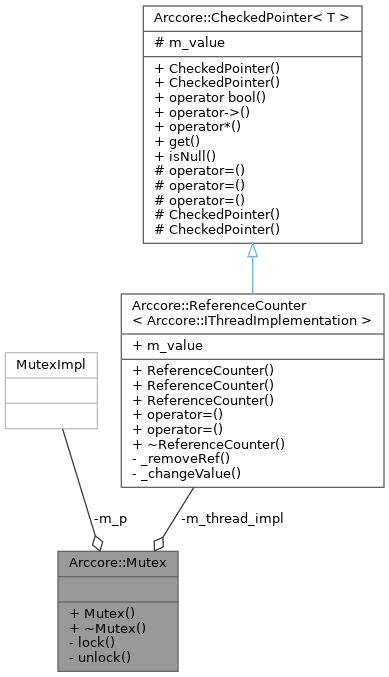 Arccore::CheckedPointer< T >
# m_value
+ CheckedPointer()
+ CheckedPointer()
+ operator bool()
+ operator->()
+ operator*()
+ get()
+ isNull()
# operator=()
# operator=()
# operator=()
# CheckedPointer()
# CheckedPointer()
Arccore::ReferenceCounter
< Arccore::IThreadImplementation >
+ m_value
+ ReferenceCounter()
+ ReferenceCounter()
+ ReferenceCounter()
+ operator=()
+ operator=()
+ ~ReferenceCounter()
- _removeRef()
- _changeValue()
MutexImpl
-m_p
-m_thread_impl
Arccore::Mutex
+ Mutex()
+ ~Mutex()
- lock()
- unlock()